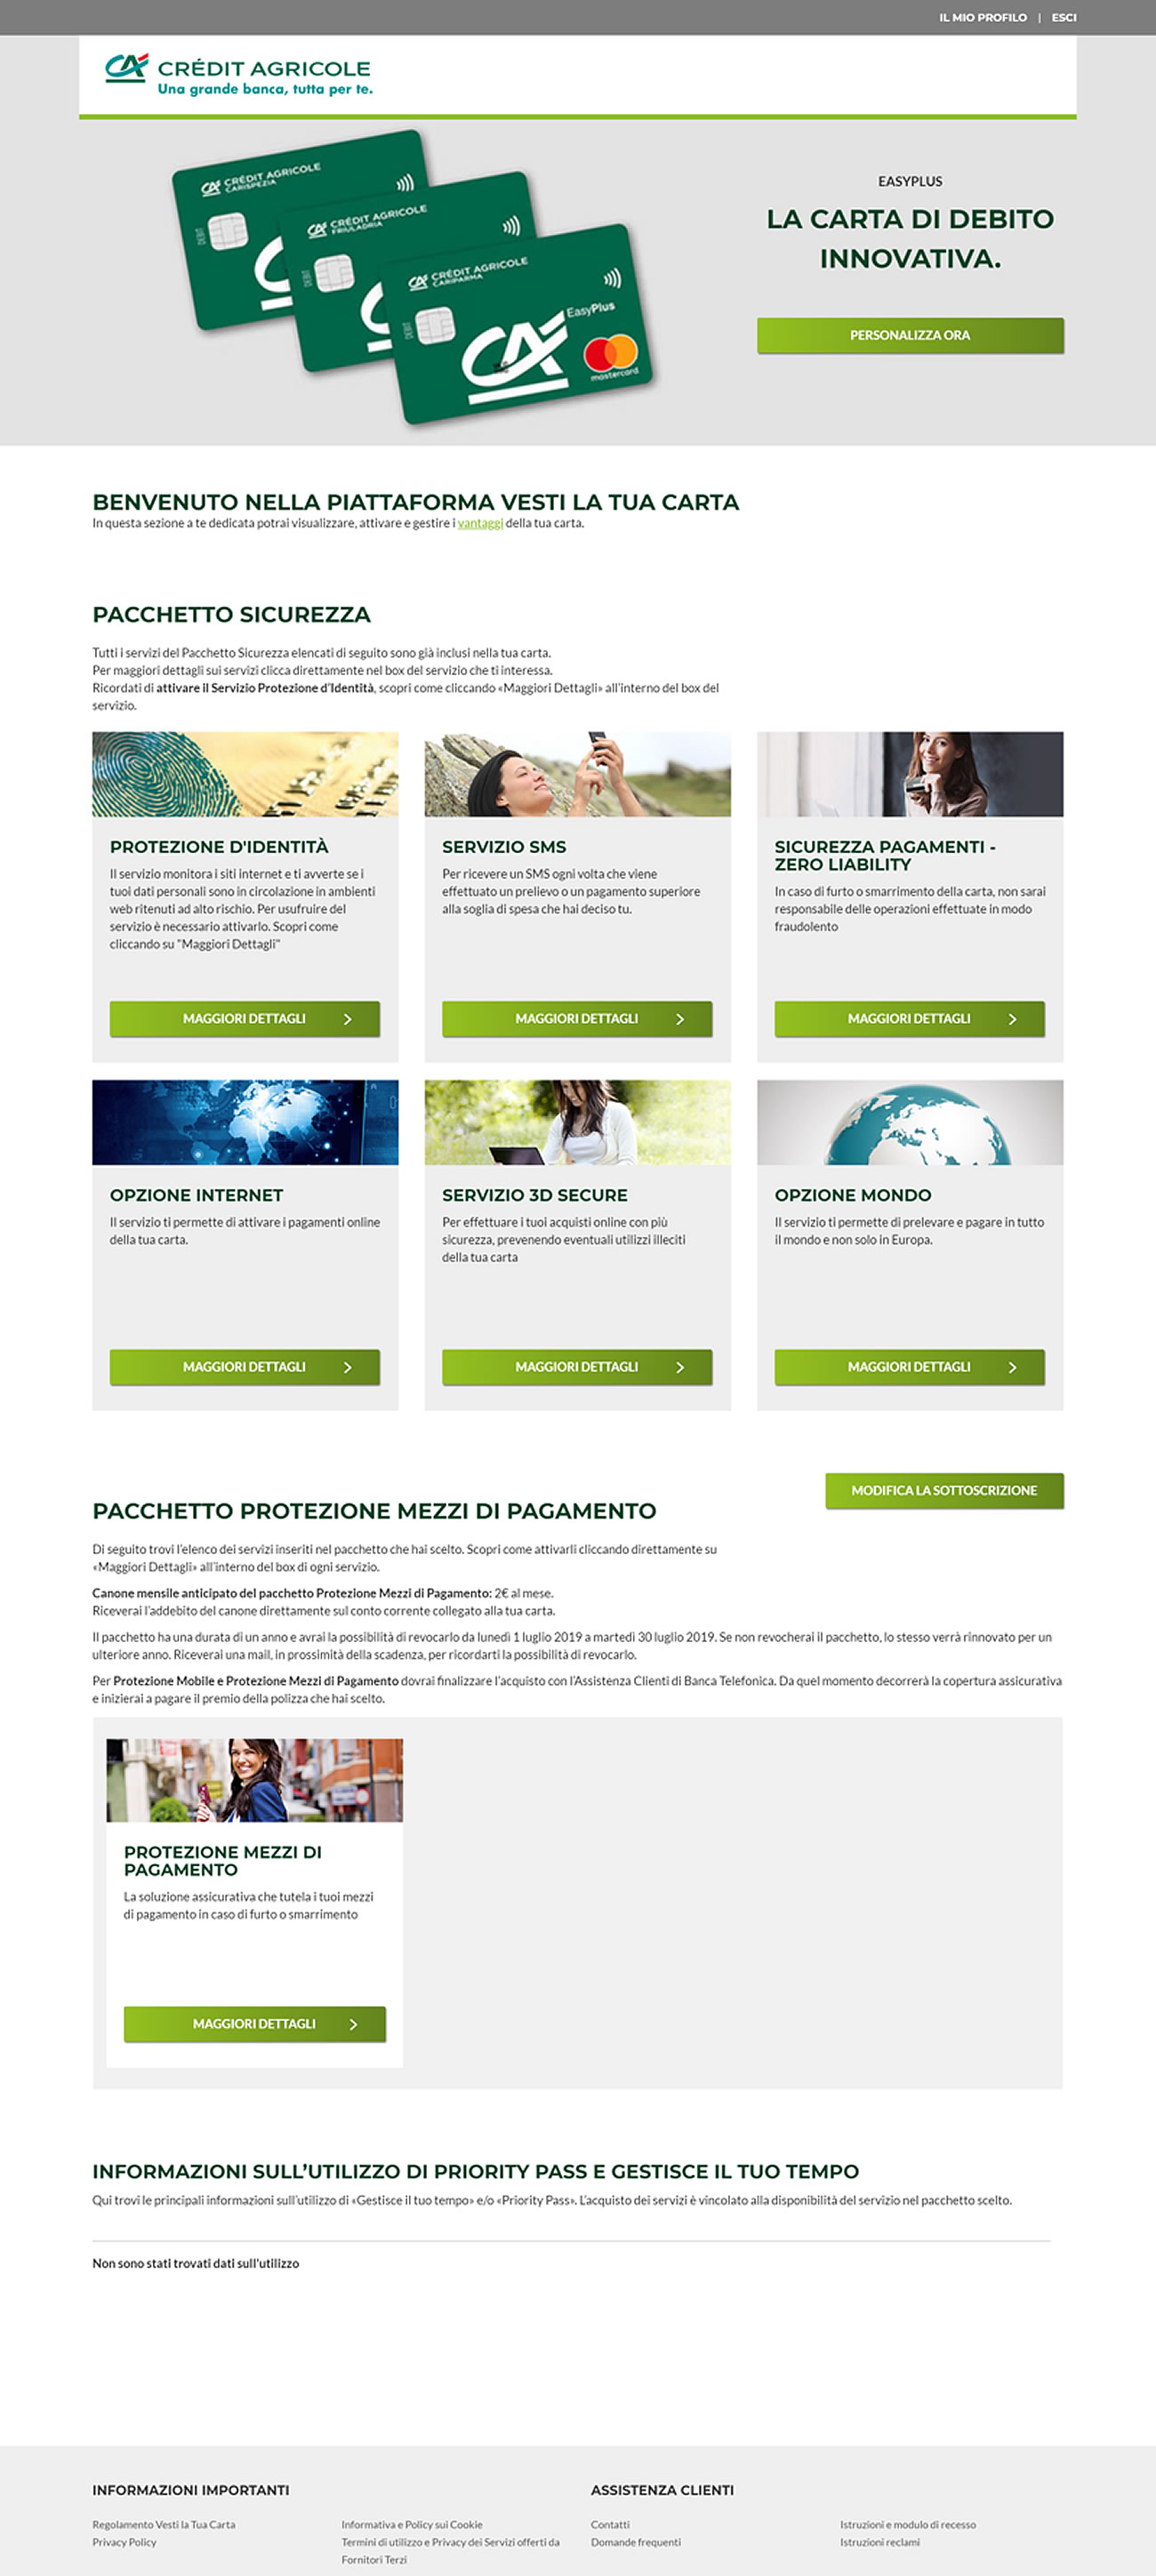 IL MIO PROFILO | ESCI
CRÉDIT AGRICOLE
Una grande banca, tutta per te.
CRÉDIT AGRICOLE
CARISPEZIA
DEBIT
CRÉDIT AGRICOLE
FRIULADRIA
DEBIT
CRÉDIT AGRICOLE
CARIPARMA
DEBIT
EasyPlus
CA
mastercard
EASYPLUS
LA CARTA DI DEBITO
INNOVATIVA.
PERSONALIZZA ORA
BENVENUTO NELLA PIATTAFORMA VESTI LA TUA CARTA
In questa sezione a te dedicata potrai visualizzare, attivare e gestire i vantaggi della tua carta.
PACCHETTO SICUREZZA
Tutti i servizi del Pacchetto Sicurezza elencati di seguito sono già inclusi nella tua carta.
Per maggiori dettagli sui servizi clicca direttamente nel box del servizio che ti interessa.
Ricordati di attivare il Servizio Protezione d'Identità, scopri come cliccando «Maggiori Dettagli» all'interno del box del
servizio.
PROTEZIONE D'IDENTITÀ
Il servizio monitora i siti internet e ti avverte se i
tuoi dati personali sono in circolazione in ambienti
web ritenuti ad alto rischio. Per usufruire del
servizio è necessario attivarlo. Scopri come
cliccando su "Maggiori Dettagli"
MAGGIORI DETTAGLI
SERVIZIO SMS
Per ricevere un SMS ogni volta che viene
effettuato un prelievo o un pagamento superiore
alla soglia di spesa che hai deciso tu.
MAGGIORI DETTAGLI
SICUREZZA PAGAMENTI -
ZERO LIABILITY
In caso di furto o smarrimento della carta, non sarai
responsabile delle operazioni effettuate in modo
fraudolento
MAGGIORI DETTAGLI
OPZIONE INTERNET
Il servizio ti permette di attivare i pagamenti online
della tua carta.
MAGGIORI DETTAGLI
SERVIZIO 3D SECURE
Per effettuare i tuoi acquisti online con più
sicurezza, prevenendo eventuali utilizzi illeciti
della tua carta
MAGGIORI DETTAGLI
OPZIONE MONDO
Il servizio ti permette di prelevare e pagare in tutto
il mondo e non solo in Europa.
MAGGIORI DETTAGLI
MODIFICA LA SOTTOSCRIZIONE
PACCHETTO PROTEZIONE MEZZI DI PAGAMENTO
Di seguito trovi l'elenco dei servizi inseriti nel pacchetto che hai scelto. Scopri come attivarli cliccando direttamente su
«Maggiori Dettagli» all'interno del box di ogni servizio.
Canone mensile anticipato del pacchetto Protezione Mezzi di Pagamento: 2€ al mese.
Riceverai l'addebito del canone direttamente sul conto corrente collegato alla tua carta.
Il pacchetto ha una durata di un anno e avrai la possibilità di revocarlo da lunedì 1 luglio 2019 a martedì 30 luglio 2019. Se non revocherai il pacchetto, lo stesso verrà rinnovato per un
ulteriore anno. Riceverai una mail, in prossimità della scadenza, per ricordarti la possibilità di revocarlo.
Per Protezione Mobile e Protezione Mezzi di Pagamento dovrai finalizzare l'acquisto con l'Assistenza Clienti di Banca Telefonica. Da quel momento decorrerà la copertura assicurativa
e inizierai a pagare il premio della polizza che hai scelto.
PROTEZIONE MEZZI DI
PAGAMENTO
La soluzione assicurativa che tutela i tuoi mezzi
di pagamento in caso di furto o smarrimento
MAGGIORI DETTAGLI
INFORMAZIONI SULL'UTILIZZO DI PRIORITY PASS E GESTISCE IL TUO TEMPO
Qui trovi le principali informazioni sull'utilizzo di «Gestisce il tuo tempo» e/o «Priority Pass». L'acquisto dei servizi è vincolato alla disponibilità del servizio nel pacchetto scelto.
Non sono stati trovati dati sull'utilizzo
INFORMAZIONI IMPORTANTI
Regolamento Vesti la Tua Carta
Privacy Policy
Informativa e Policy sui Cookie
Termini di utilizzo e Privacy dei Servizi offerti da
Fornitori Terzi
ASSISTENZA CLIENTI
Contatti
Domande frequenti
Istruzioni e modulo di recesso
Istruzioni reclami